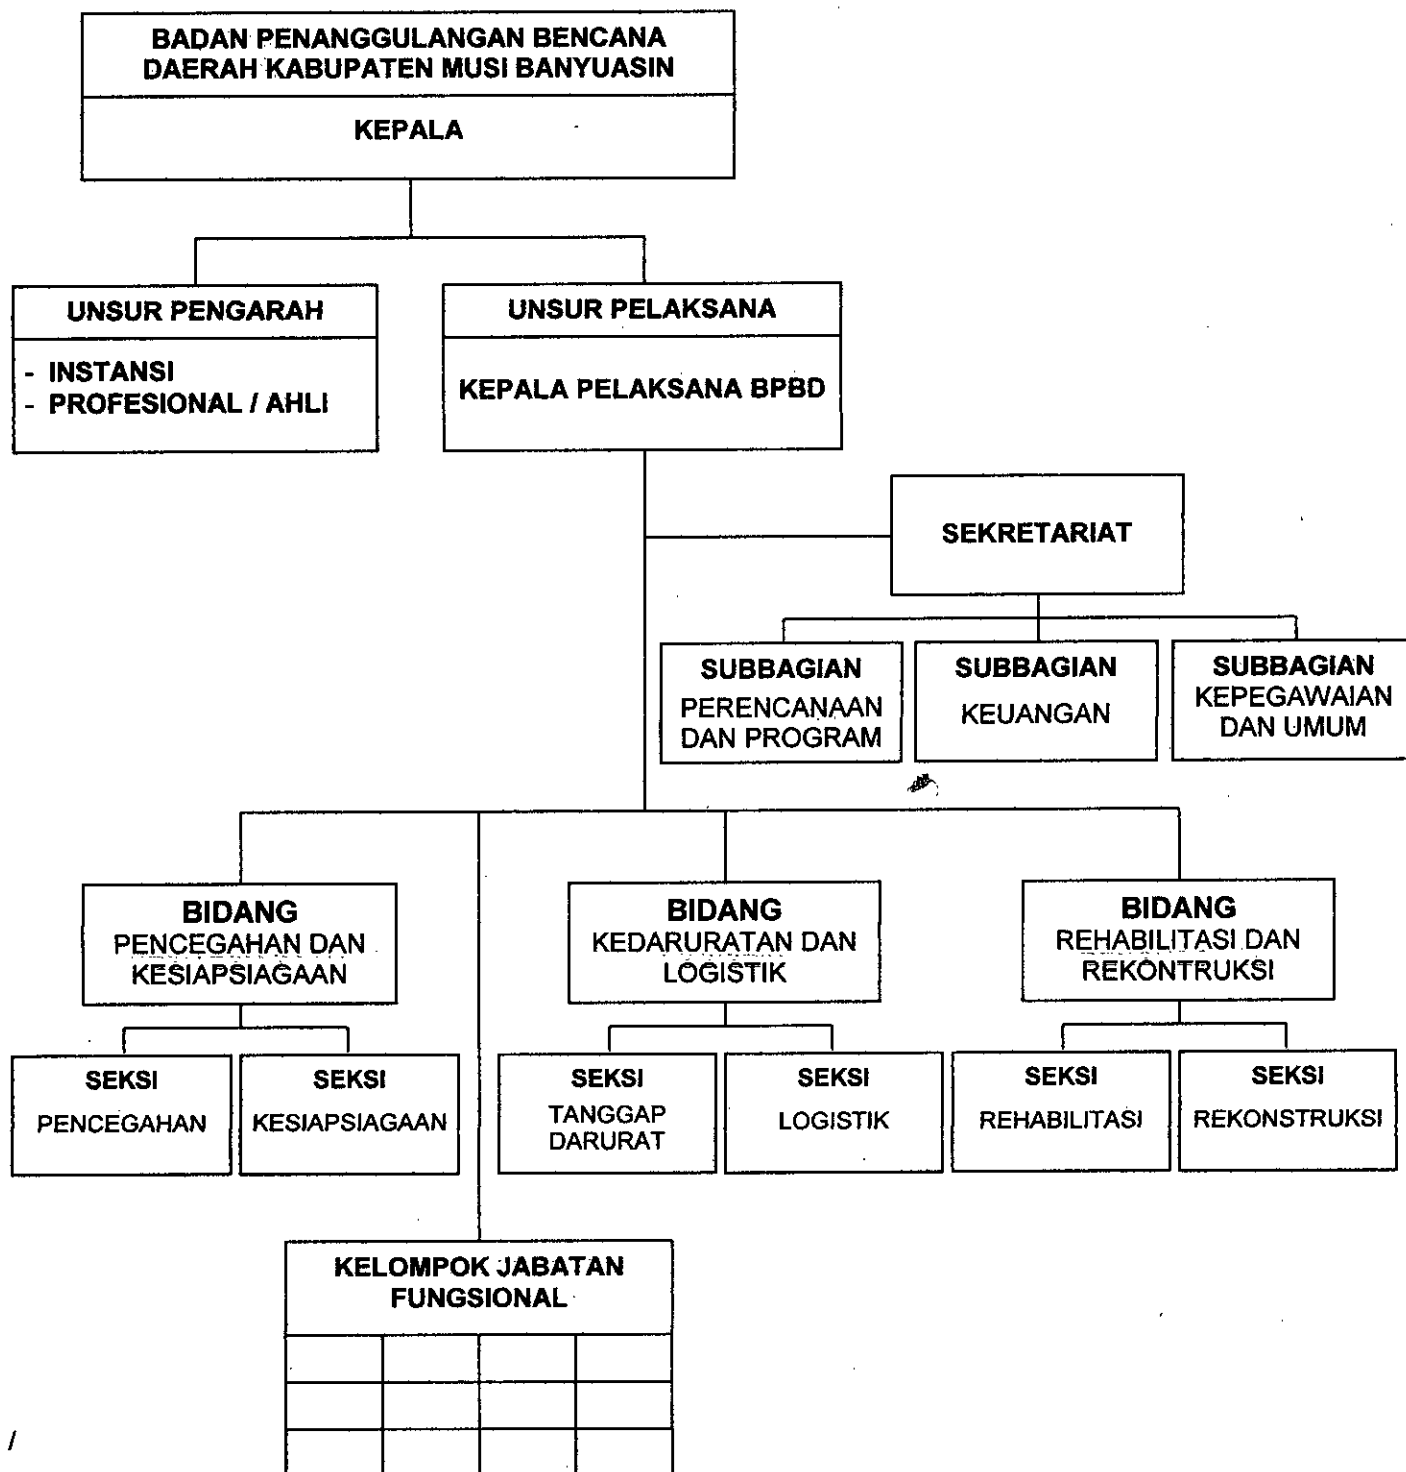 BADAN PENANGGULANGAN BENCANA
DAERAH KABUPATEN MUSI BANYUASIN
KEPALA
UNSUR PENGARAH
- INSTANSI
- PROFESIONAL / AHLI
UNSUR PELAKSANA
KEPALA PELAKSANA BPBD
SEKRETARIAT
SUBBAGIAN
PERENCANAAN
DAN PROGRAM
SUBBAGIAN
KEUANGAN
SUBBAGIAN
KEPEGAWAIAN
DAN UMUM
BIDANG
PENCEGAHAN DAN
KESIAPSIAGAAN
BIDANG
KEDARURATAN DAN
LOGISTIK
BIDANG
REHABILITASI DAN
REKONTRUKSI
SEKSI
PENCEGAHAN
SEKSI
KESIAPSIAGAAN
SEKSI
TANGGAP
DARURAT
SEKSI
LOGISTIK
SEKSI
REHABILITASI
SEKSI
REKONSTRUKSI
KELOMPOK JABATAN
FUNGSIONAL
/